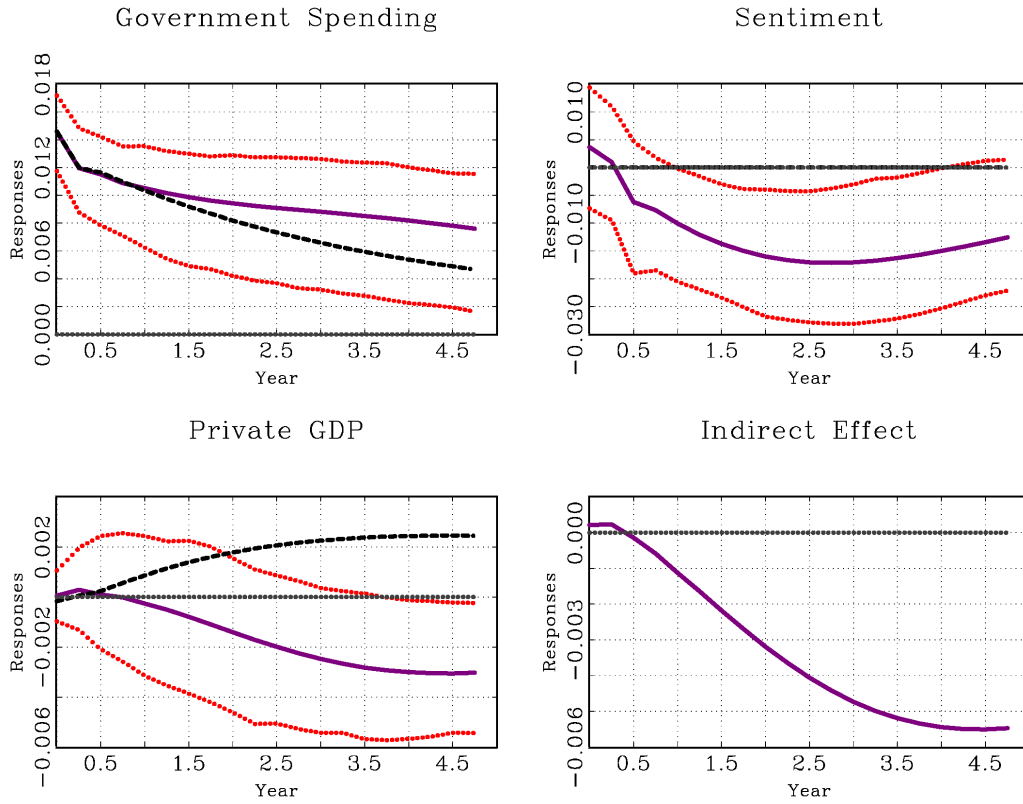 Government Spending
Responses
0.018
0.012
0.006
0.000
0.5 1.5 2.5 3.5 4.5
Year
Sentiment
Responses
0.010
−0.010
−0.030
0.5 1.5 2.5 3.5 4.5
Year
Private GDP
Responses
0.002
−0.002
−0.006
0.5 1.5 2.5 3.5 4.5
Year
Indirect Effect
Responses
0.000
−0.003
−0.006
0.5 1.5 2.5 3.5 4.5
Year